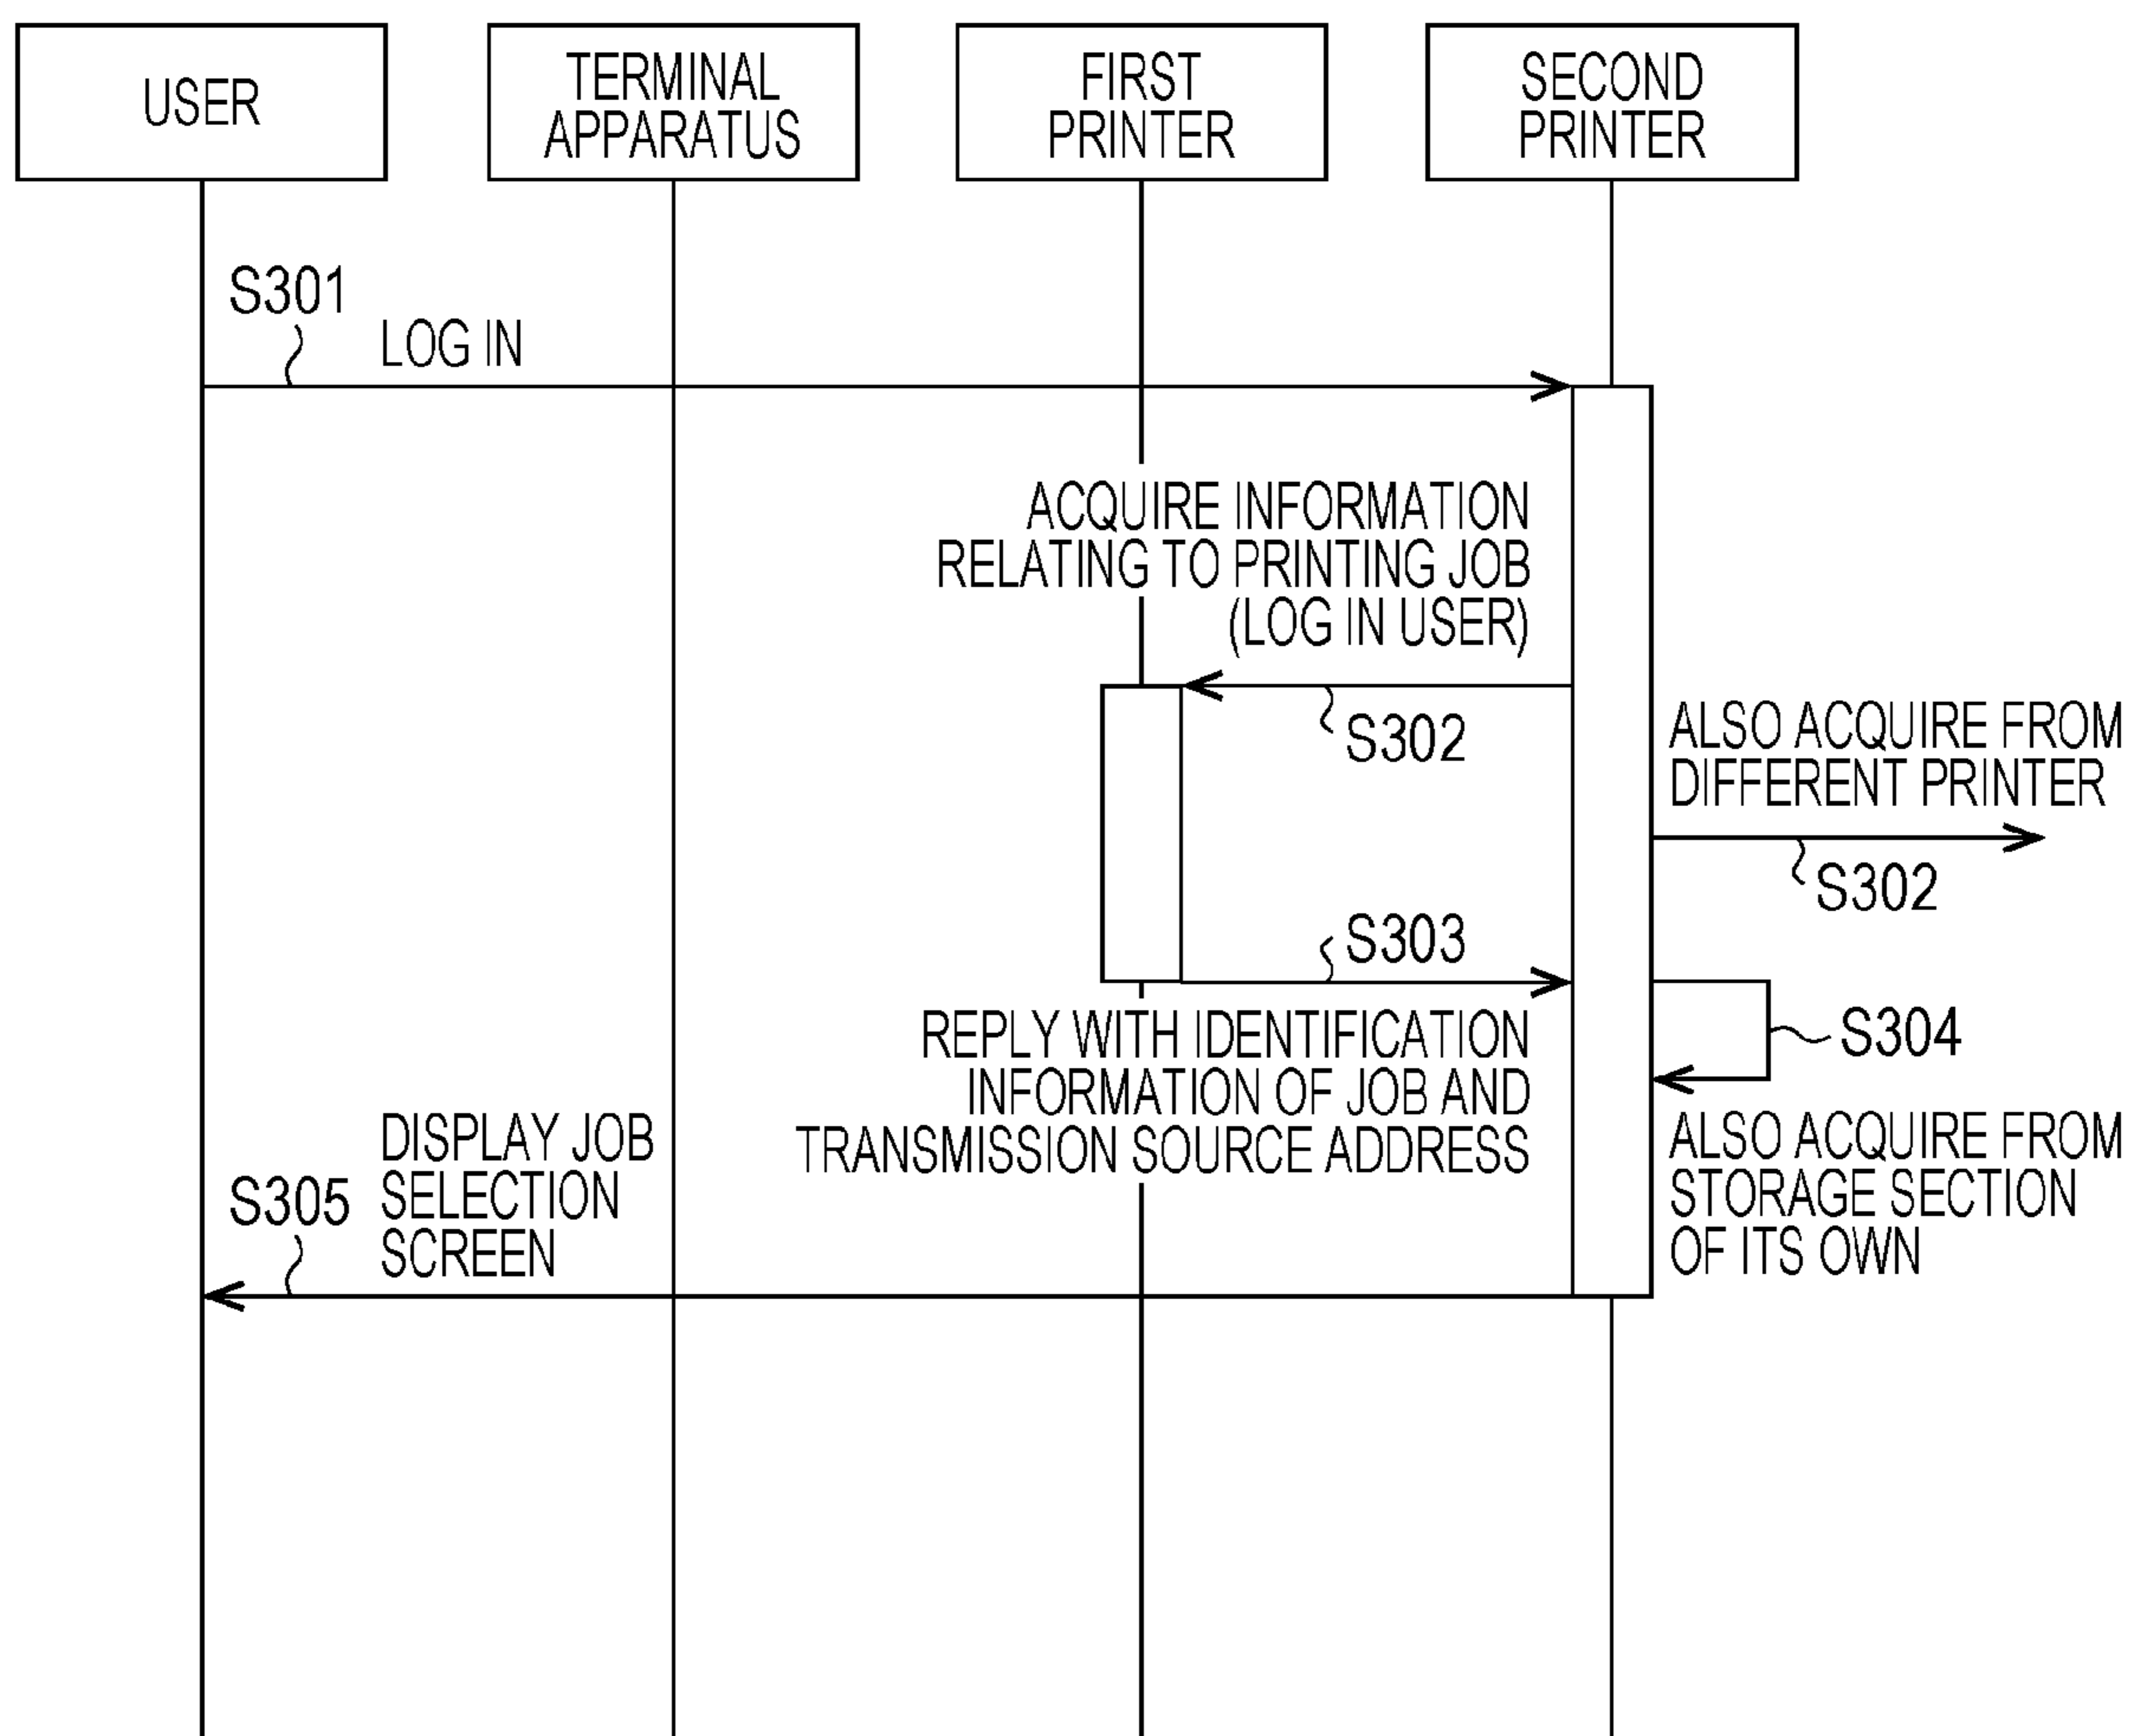 USER
TERMINAL
APPARATUS
FIRST
PRINTER
SECOND
PRINTER
S301
LOG IN
ACQUIRE INFORMATION
RELATING TO PRINTING JOB
(LOG IN USER)
S302
ALSO ACQUIRE FROM
DIFFERENT PRINTER
S302
S303
REPLY WITH IDENTIFICATION
INFORMATION OF JOB AND
TRANSMISSION SOURCE ADDRESS
S304
ALSO ACQUIRE FROM
STORAGE SECTION
OF ITS OWN
S305
DISPLAY JOB
SELECTION
SCREEN